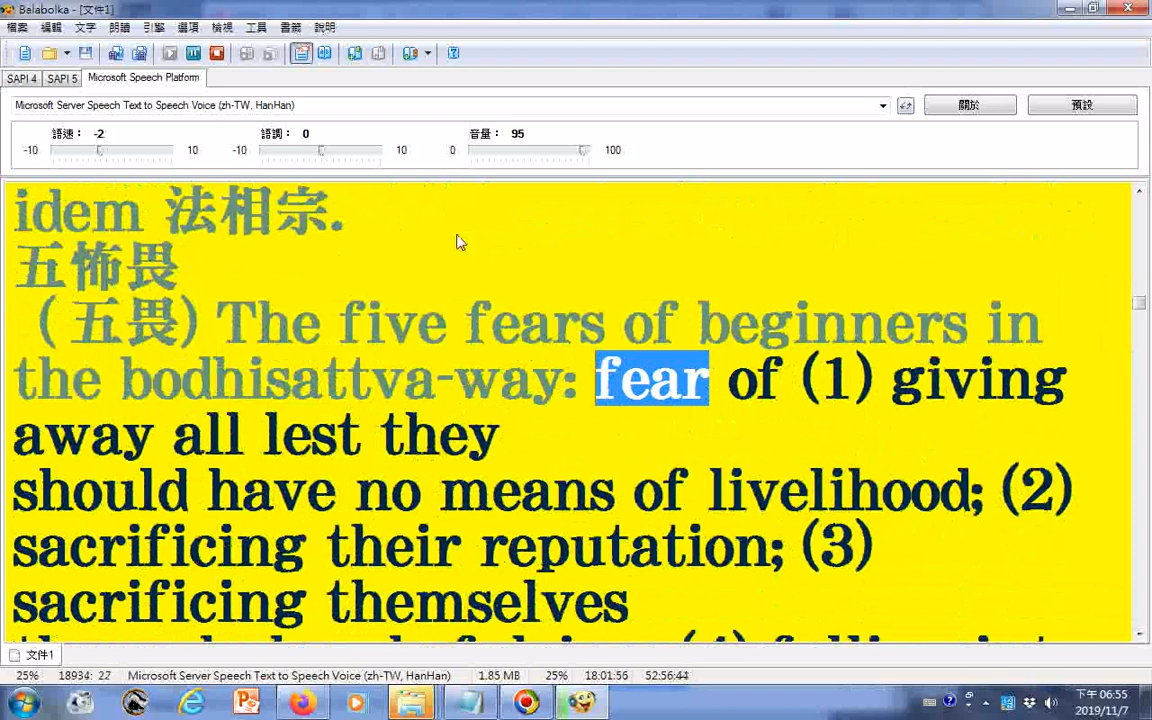 Balabolka - [文件1]
檔案 編輯 文字 朗讀 引擎 選項 檢視 工具 書籤 說明
SAPI 4 SAPI 5 Microsoft Speech Platform
Microsoft Server Speech Text to Speech Voice (zh-TW, HanHan) 關於 預設
語速： -2 語調： 0 音量： 95
-10 10 -10 10 0 100
idem 法相宗.
五怖畏
(五畏) The five fears of beginners in
the bodhisattva-way: fear of (1) giving
away all lest they
should have no means of livelihood; (2)
sacrificing their reputation; (3)
sacrificing themselves
文件1
25% 18934: 27 Microsoft Server Speech Text to Speech Voice (zh-TW, HanHan) 1.85 MB 25% 18:01:56 52:56:44
下午 06:55
2019/11/7